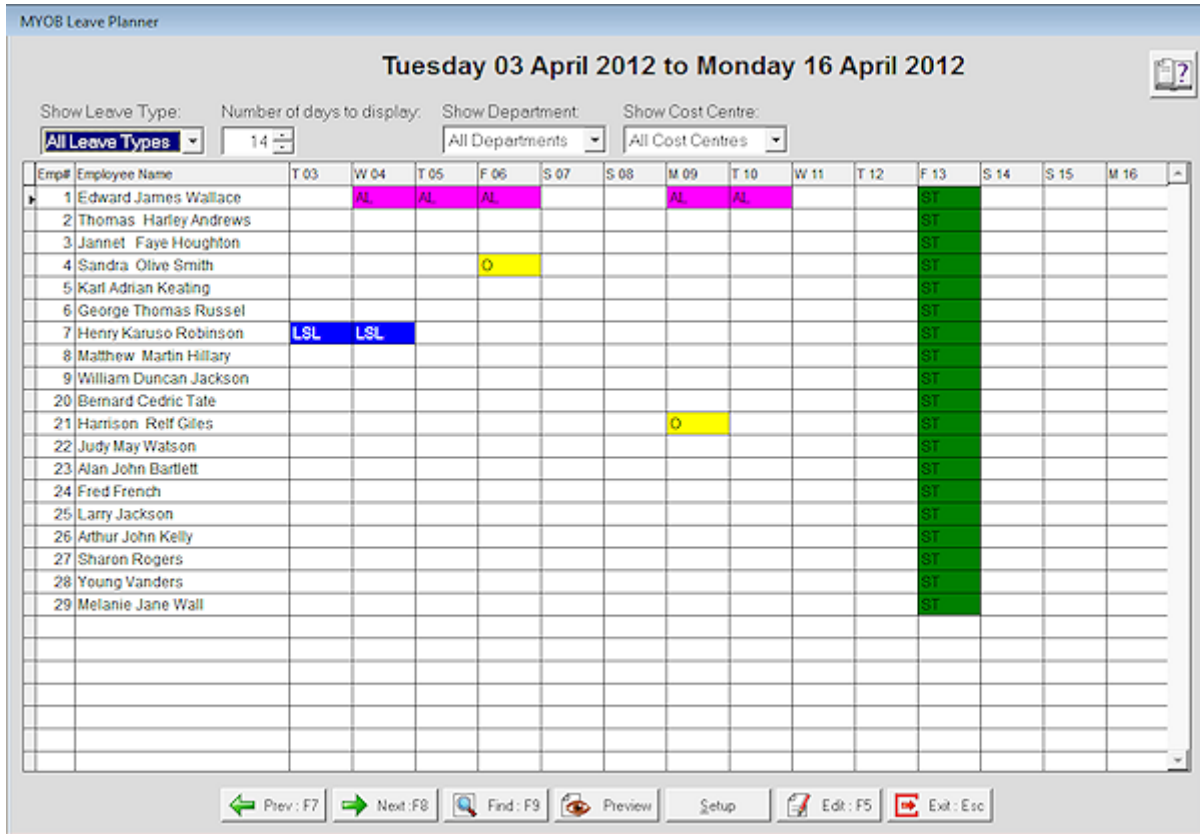 MYOB Leave Planner
Tuesday 03 April 2012 to Monday 16 April 2012
?
Show Leave Type: Number of days to display: Show Department: Show Cost Centre:
All Leave Types 14 All Departments All Cost Centres
Emp# Employee Name T 03 W 04 T 05 F 06 S 07 S 08 M 09 T 10 W 11 T 12 F 13 S 14 S 15 M 16
1 Edward James Wallace AL AL AL AL AL ST
2 Thomas Harley Andrews ST
3 Jannet Faye Houghton ST
4 Sandra Olive Smith O ST
5 Karl Adrian Keating ST
6 George Thomas Russel ST
7 Henry Karuso Robinson LSL LSL ST
8 Matthew Martin Hillary ST
9 William Duncan Jackson ST
20 Bernard Cedric Tate ST
21 Harrison Relf Giles O ST
22 Judy May Watson ST
23 Alan John Bartlett ST
24 Fred French ST
25 Larry Jackson ST
26 Arthur John Kelly ST
27 Sharon Rogers ST
28 Young Vanders ST
29 Melanie Jane Wall ST
Prev : F7 Next :F8 Find : F9 Preview Setup Edit : F5 Exit : Esc